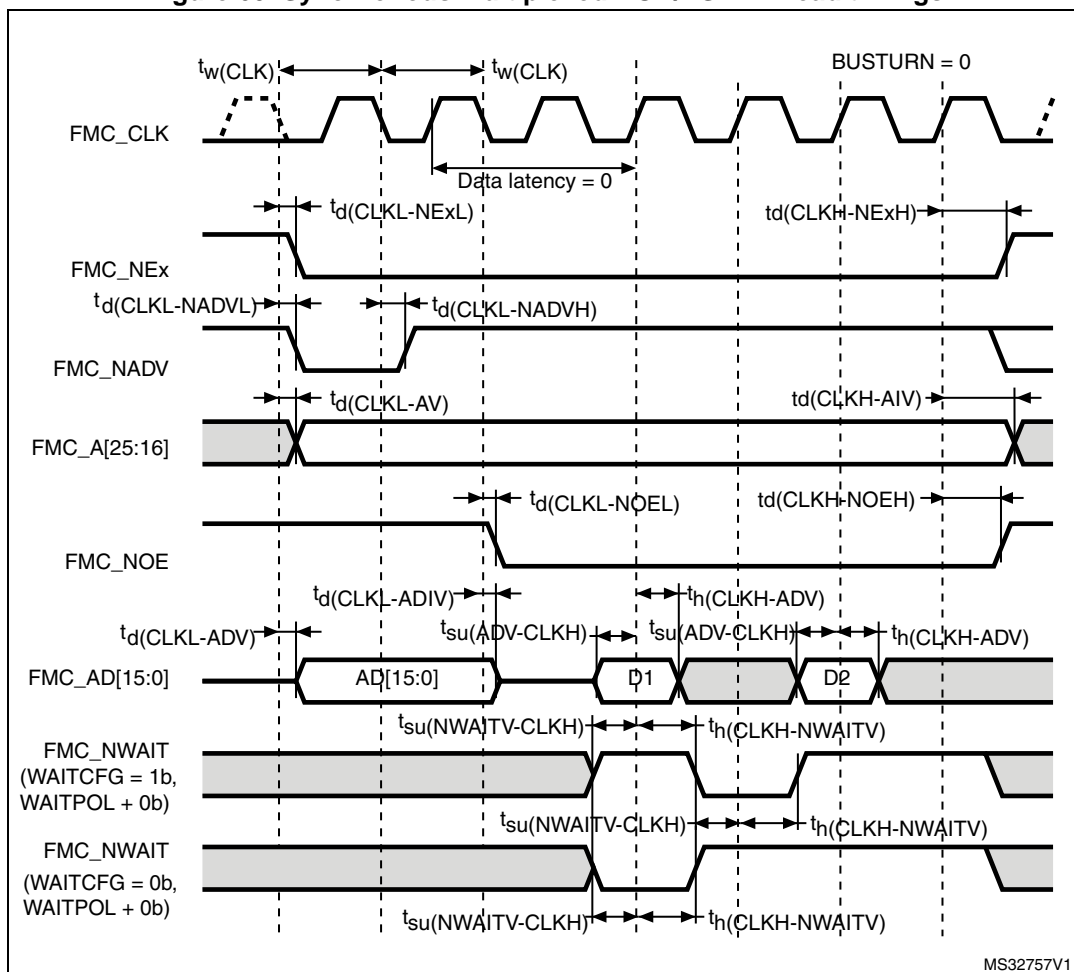 tw(CLK)
tw(CLK)
BUSTURN = 0
FMC_CLK
Data latency = 0
td(CLKL-NExL)
td(CLKH-NExH)
FMC_NEx
td(CLKL-NADVL)
td(CLKL-NADVH)
FMC_NADV
td(CLKL-AV)
td(CLKH-AIV)
FMC_A[25:16]
td(CLKL-NOEL)
td(CLKH-NOEH)
FMC_NOE
td(CLKL-ADIV)
th(CLKH-ADV)
td(CLKL-ADV)
tsu(ADV-CLKH)
tsu(ADV-CLKH)
th(CLKH-ADV)
FMC_AD[15:0]
AD[15:0]
D1
D2
tsu(NWAITV-CLKH)
th(CLKH-NWAITV)
FMC_NWAIT
(WAITCFG = 1b,
WAITPOL + 0b)
tsu(NWAITV-CLKH)
th(CLKH-NWAITV)
FMC_NWAIT
(WAITCFG = 0b,
WAITPOL + 0b)
tsu(NWAITV-CLKH)
th(CLKH-NWAITV)
MS32757V1